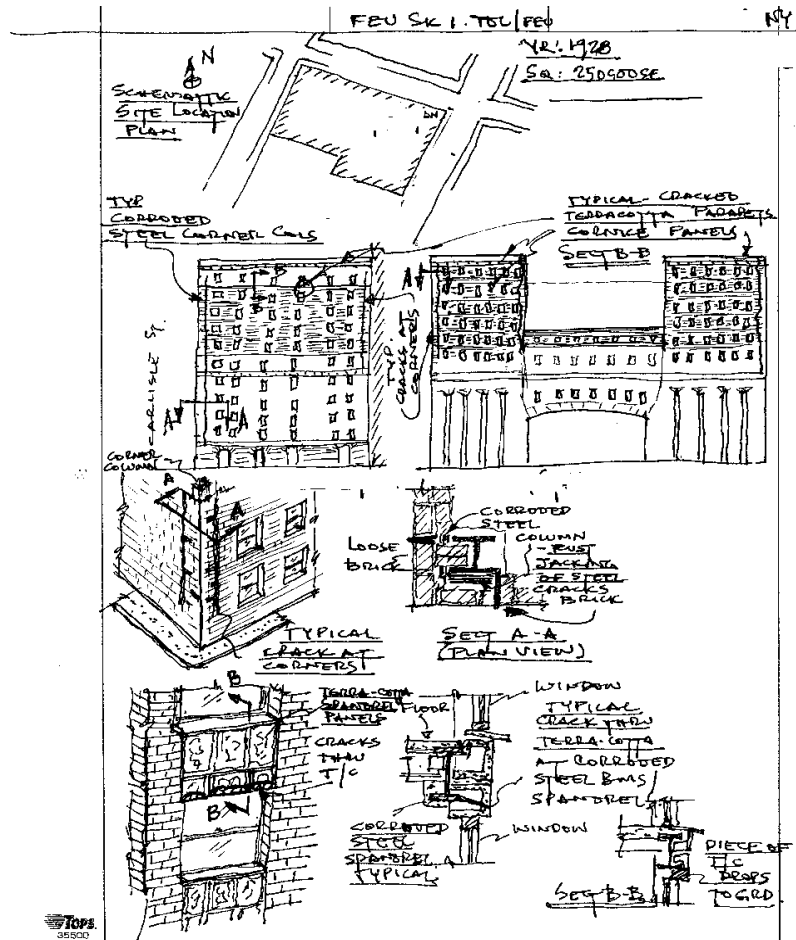 FEU SK 1. TOL/FEU
NY
YR: 1928
SQ: 250,000SF
N
SCHEMATIC
SITE LOCATION
PLAN
TYP.
CORRODED
STEEL CORNER COLS
TYPICAL CRACKED
TERRACOTTA PARAPETS
CORNICE PANELS
SECT B-B
B
B
A
A
A
CARLISLE ST.
TYP.
CRACKS AT
CORNERS
CORNER
COLUMN
A
A
TYPICAL
CRACK AT
CORNERS
LOOSE
BRICK
CORRODED
STEEL
COLUMN
- RUST
JACKING
OF STEEL
CRACKS
BRICK
SECT A-A
(PLAN VIEW)
B
B
TERRA-COTTA
SPANDREL
PANELS
CRACKS
THRU
T/C
FLOOR
WINDOW
TYPICAL
CRACK THRU
TERRA-COTTA
AT CORRODED
STEEL BMS
SPANDREL
CORRODED
STEEL
SPANDREL
TYPICAL
WINDOW
SECT B-B
PIECE OF
T/C
DROPS
TO GRD
TOPS
35500